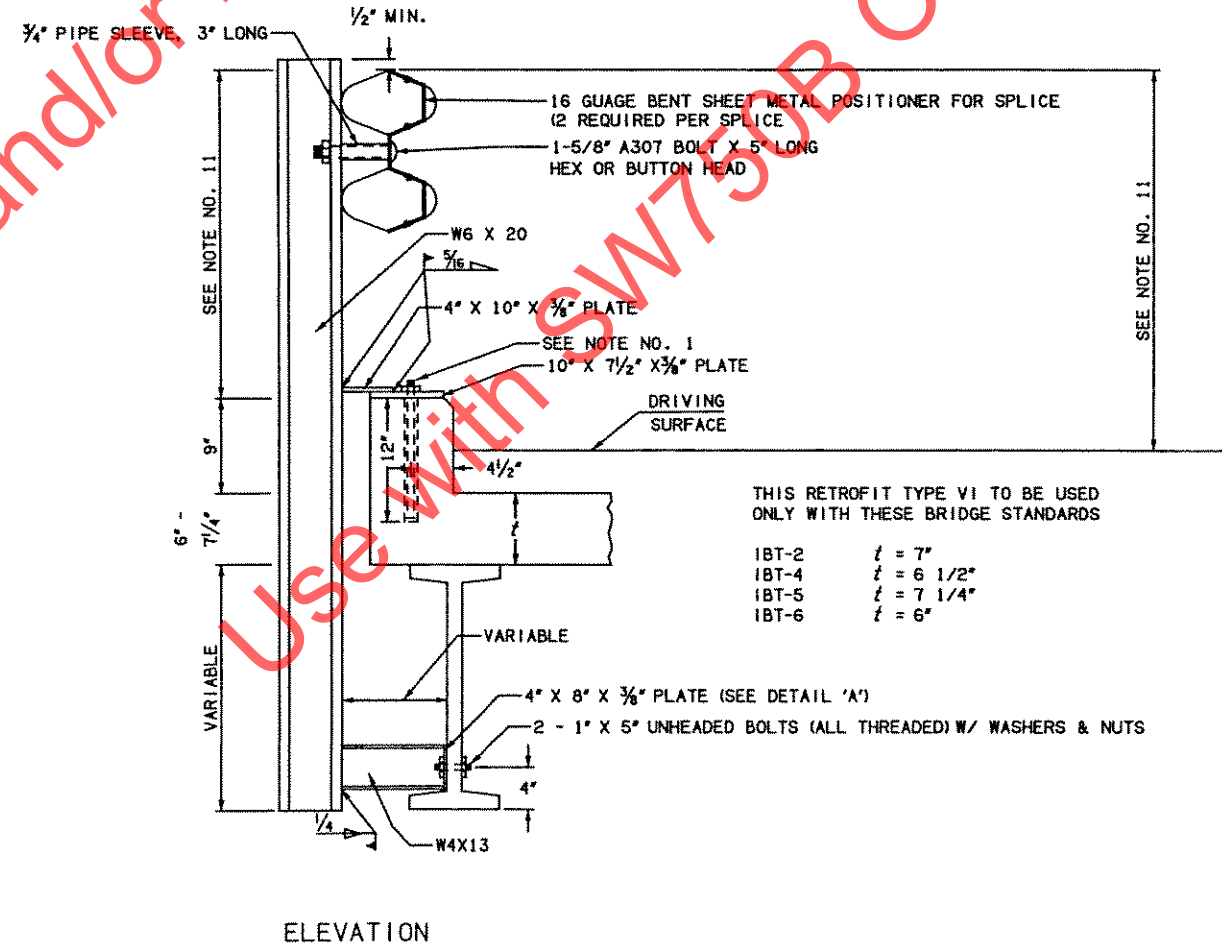 1/2" MIN.
3/4" PIPE SLEEVE, 3" LONG
16 GUAGE BENT SHEET METAL POSITIONER FOR SPLICE
(2 REQUIRED PER SPLICE
1-5/8" A307 BOLT X 5" LONG
HEX OR BUTTON HEAD
SEE NOTE NO. 11
SEE NOTE NO. 11
W6 X 20
5/16
4" X 10" X 3/8" PLATE
SEE NOTE NO. 1
10" X 7 1/2" X 3/8" PLATE
DRIVING
SURFACE
9"
12"
4 1/2"
6" -
7 1/4"
t
THIS RETROFIT TYPE VI TO BE USED
ONLY WITH THESE BRIDGE STANDARDS
IBT-2 t = 7"
IBT-4 t = 6 1/2"
IBT-5 t = 7 1/4"
IBT-6 t = 6"
VARIABLE
VARIABLE
4" X 8" X 3/8" PLATE (SEE DETAIL 'A')
2 - 1" X 5" UNHEADED BOLTS (ALL THREADED) W/ WASHERS & NUTS
4"
1/4
W4X13
ELEVATION
and/or
Use with SW750B